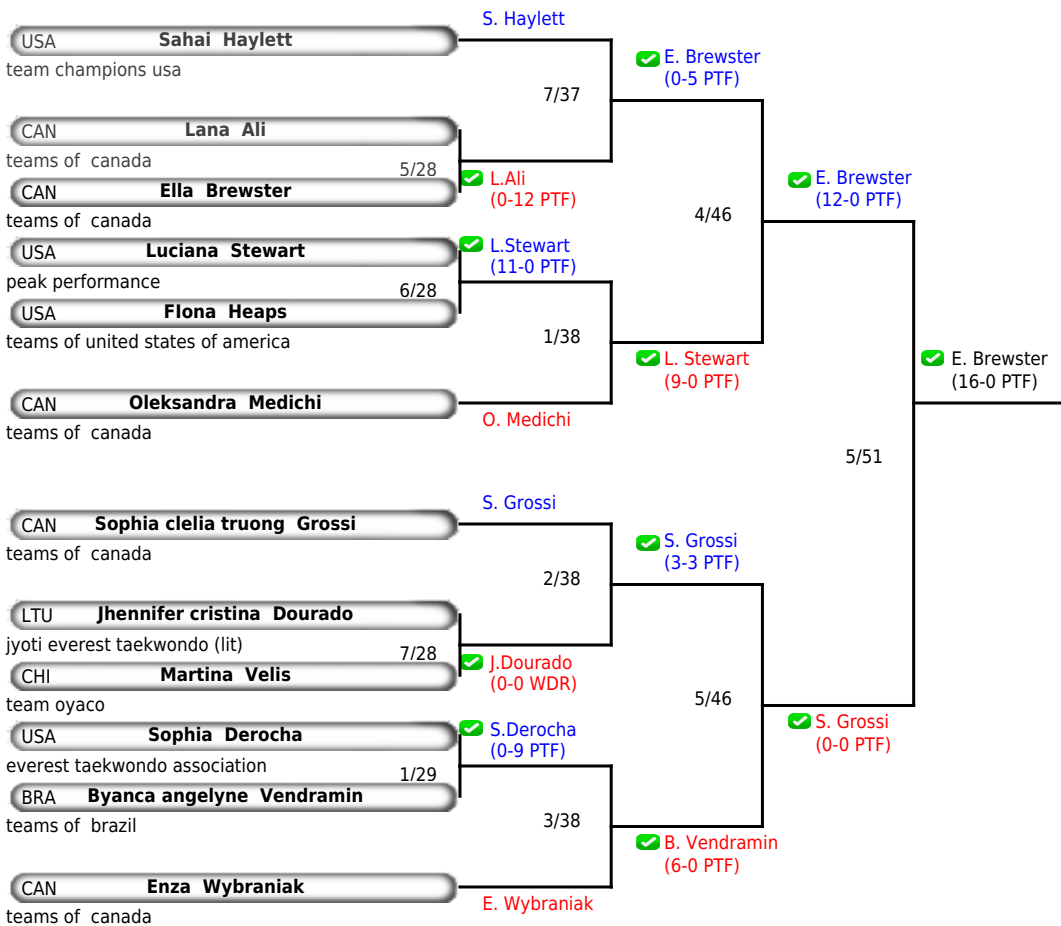 S. Haylett
USA Sahai Haylett
team champions usa
E. Brewster
(0-5 PTF)
7/37
CAN Lana Ali
teams of canada
5/28
L.Ali
(0-12 PTF)
CAN Ella Brewster
teams of canada
E. Brewster
(12-0 PTF)
4/46
USA Luciana Stewart
peak performance
L.Stewart
(11-0 PTF)
6/28
USA Flona Heaps
teams of united states of america
1/38
L. Stewart
(9-0 PTF)
E. Brewster
(16-0 PTF)
CAN Oleksandra Medichi
teams of canada
O. Medichi
5/51
S. Grossi
CAN Sophia clelia truong Grossi
teams of canada
S. Grossi
(3-3 PTF)
2/38
LTU Jhennifer cristina Dourado
jyoti everest taekwondo (lit)
7/28
J.Dourado
(0-0 WDR)
CHI Martina Velis
team oyaco
5/46
S. Grossi
(0-0 PTF)
USA Sophia Derocha
everest taekwondo association
S.Derocha
(0-9 PTF)
1/29
BRA Byanca angelyne Vendramin
teams of brazil
3/38
B. Vendramin
(6-0 PTF)
CAN Enza Wybraniak
teams of canada
E. Wybraniak